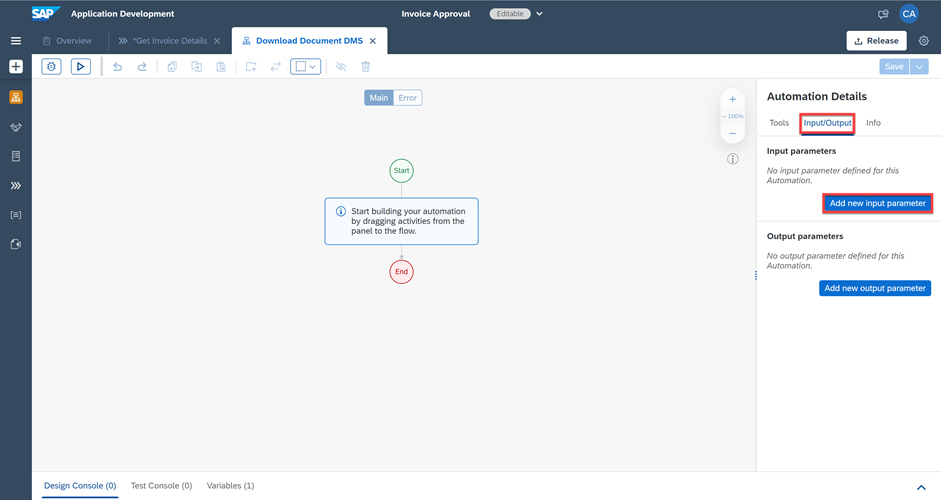 SAP
Application Development
Invoice Approval
Editable
CA
Overview
*Get Invoice Details
Download Document DMS
Release
Save
Main
Error
100%
Start
Start building your automation
by dragging activities from the
panel to the flow.
End
Automation Details
Tools
Input/Output
Info
Input parameters
No input parameter defined for this
Automation.
Add new input parameter
Output parameters
No output parameter defined for this
Automation.
Add new output parameter
Design Console (0)
Test Console (0)
Variables (1)